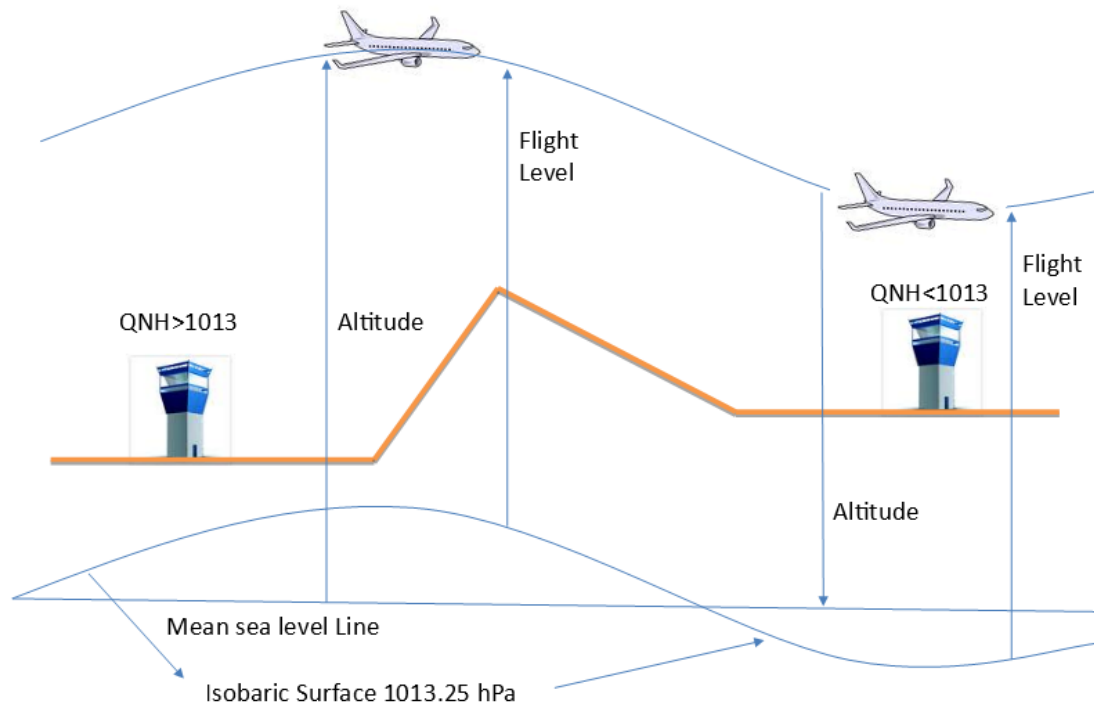 Flight
Level
QNH>1013
Altitude
QNH<1013
Flight
Level
Altitude
Mean sea level Line
Isobaric Surface 1013.25 hPa